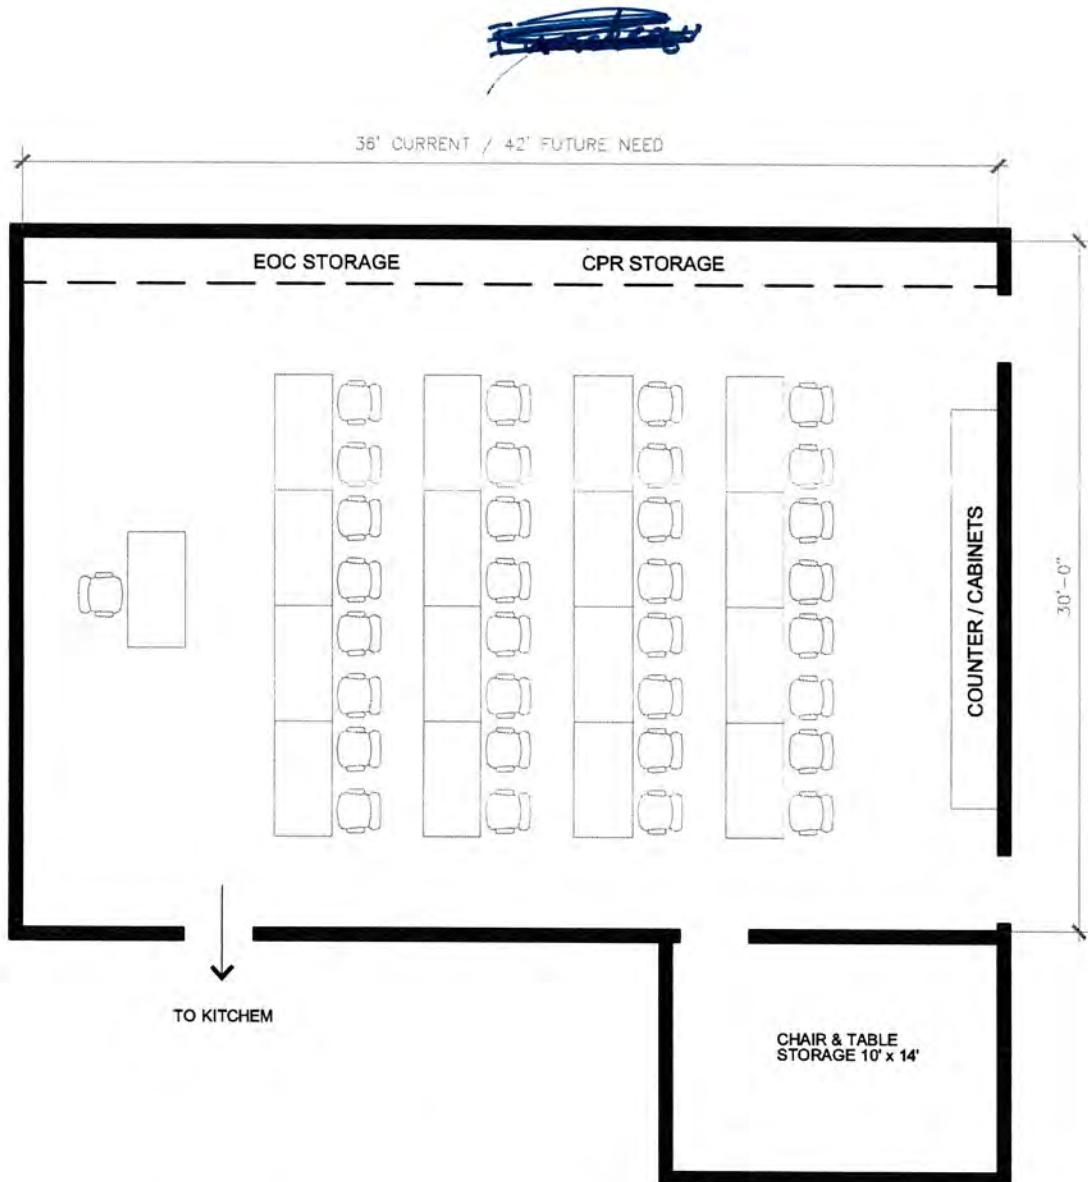 36' CURRENT / 42' FUTURE NEED
EOC STORAGE
CPR STORAGE
COUNTER / CABINETS
30'-0"
TO KITCHEM
CHAIR & TABLE
STORAGE 10' x 14'